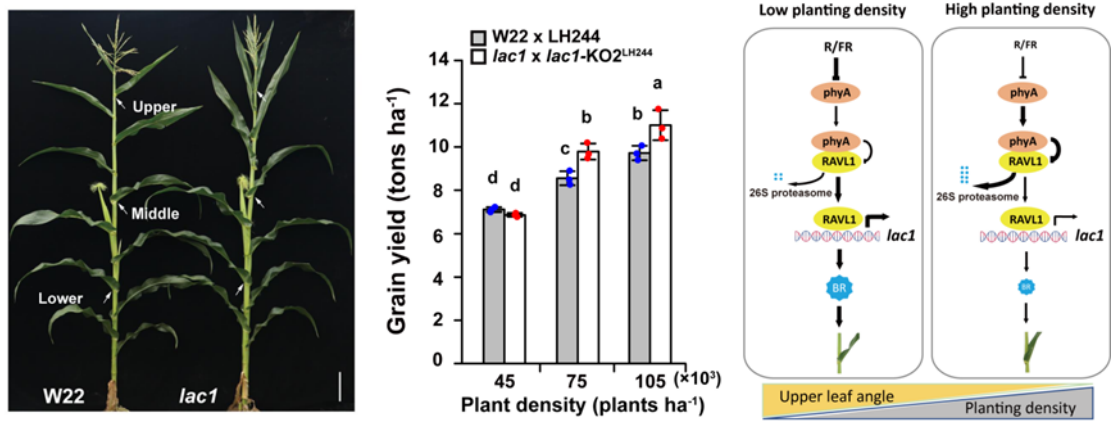 Upper
Middle
Lower
W22
lac1
W22 x LH244
lac1 x lac1-KO2^LH244
Grain yield (tons ha⁻¹)
14
12
10
8
6
4
2
0
d
d
c
b
b
a
45
75
105
(×10³)
Plant density (plants ha⁻¹)
Low planting density
R/FR
phyA
phyA
RAVL1
26S proteasome
RAVL1
lac1
BR
High planting density
R/FR
phyA
phyA
RAVL1
26S proteasome
RAVL1
lac1
BR
Upper leaf angle
Planting density